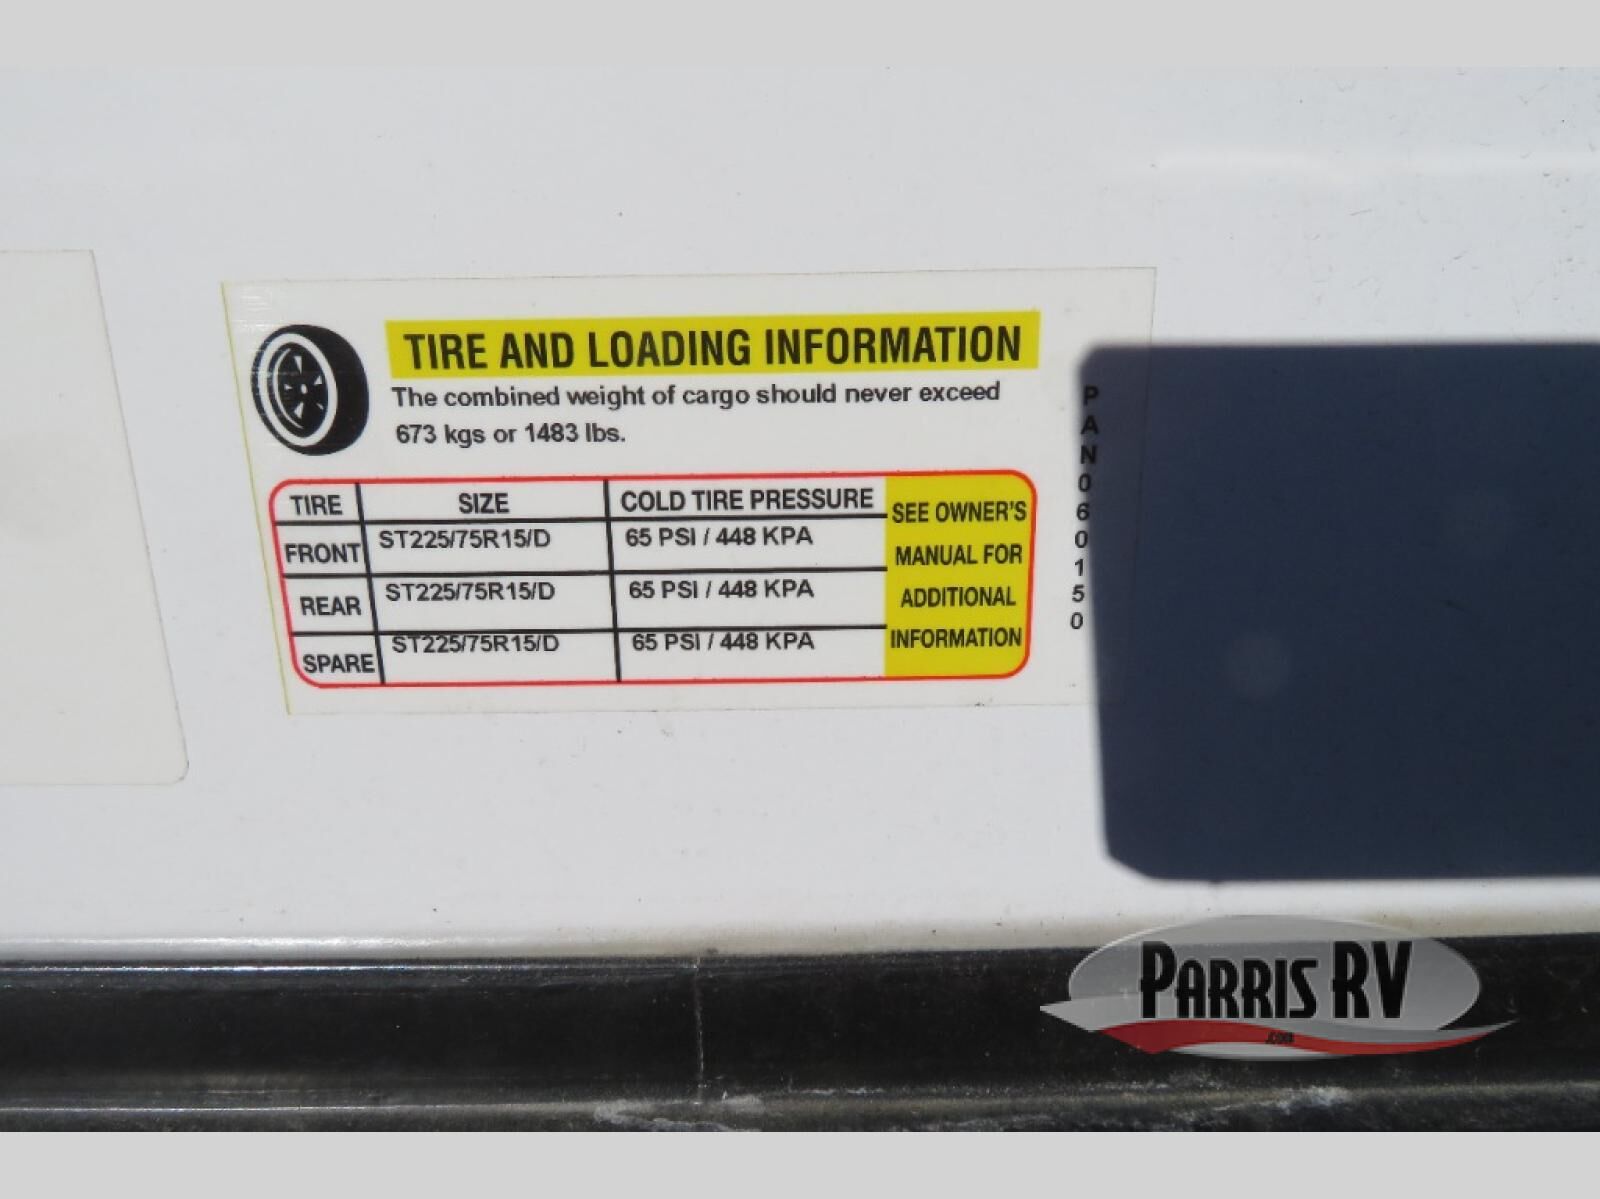 TIRE AND LOADING INFORMATION
The combined weight of cargo should never exceed
673 kgs or 1483 lbs.
TIRE SIZE COLD TIRE PRESSURE
FRONT ST225/75R15/D 65 PSI / 448 KPA
REAR ST225/75R15/D 65 PSI / 448 KPA
SPARE ST225/75R15/D 65 PSI / 448 KPA
SEE OWNER'S
MANUAL FOR
ADDITIONAL
INFORMATION
PAN060150
PARRIS RV
.COM